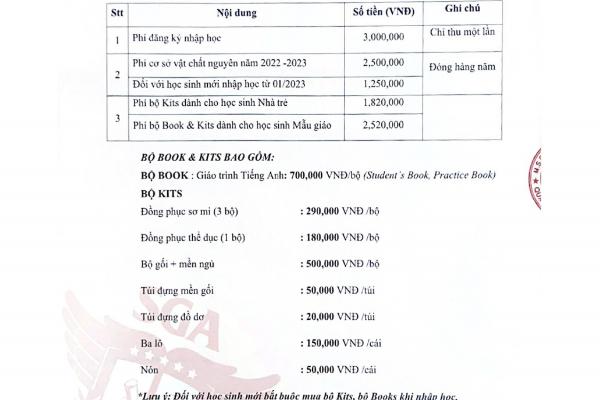 Stt Nội dung Số tiền (VNĐ) Ghi chú
1 Phí đăng ký nhập học 3,000,000 Chỉ thu một lần
2 Phí cơ sở vật chất nguyên năm 2022 -2023 2,500,000 Đóng hàng năm
Đối với học sinh mới nhập học từ 01/2023 1,250,000
3 Phí bộ Kits dành cho học sinh Nhà trẻ 1,820,000
Phí bộ Book & Kits dành cho học sinh Mẫu giáo 2,520,000
BỘ BOOK & KITS BAO GỒM:
BỘ BOOK : Giáo trình Tiếng Anh: 700,000 VNĐ/bộ (Student´s Book, Practice Book)
BỘ KITS
Đồng phục sơ mi (3 bộ) : 290,000 VNĐ /bộ
Đồng phục thể dục (1 bộ) : 180,000 VNĐ /bộ
Bộ gối + mền ngủ : 500,000 VNĐ /bộ
Túi đựng mền gối : 50,000 VNĐ /túi
Túi đựng đồ dơ : 20,000 VNĐ /túi
Ba lô : 150,000 VNĐ /cái
Nón : 50,000 VNĐ /cái
*Lưu ý: Đối với học sinh mới bắt buộc mua bộ Kits, bộ Books khi nhập học.
SGA